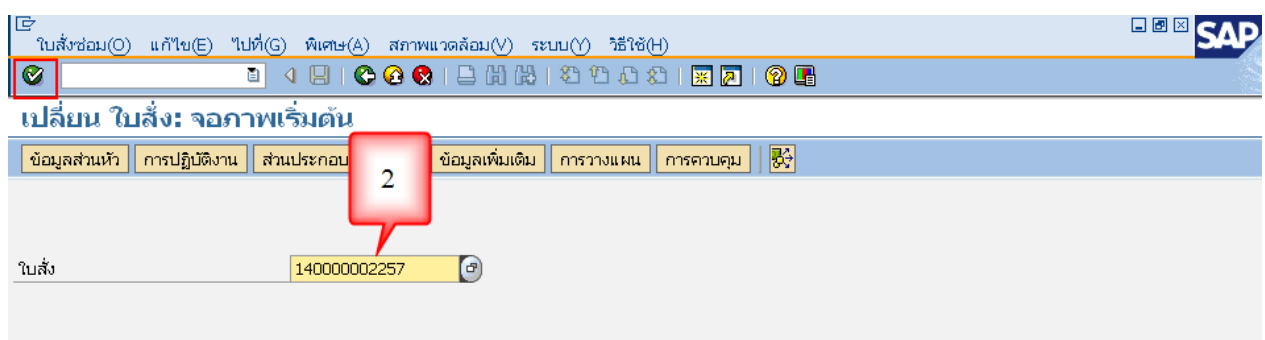 ใบสั่งซ่อม(O) แก้ไข(E) ไปที่(G) พิเศษ(A) สภาพแวดล้อม(V) ระบบ(Y) วิธีใช้(H)
SAP
เปลี่ยน ใบสั่ง: จอภาพเริ่มต้น
ข้อมูลส่วนหัว การปฏิบัติงาน ส่วนประกอบ ข้อมูลเพิ่มเติม การวางแผน การควบคุม
2
ใบสั่ง 140000002257